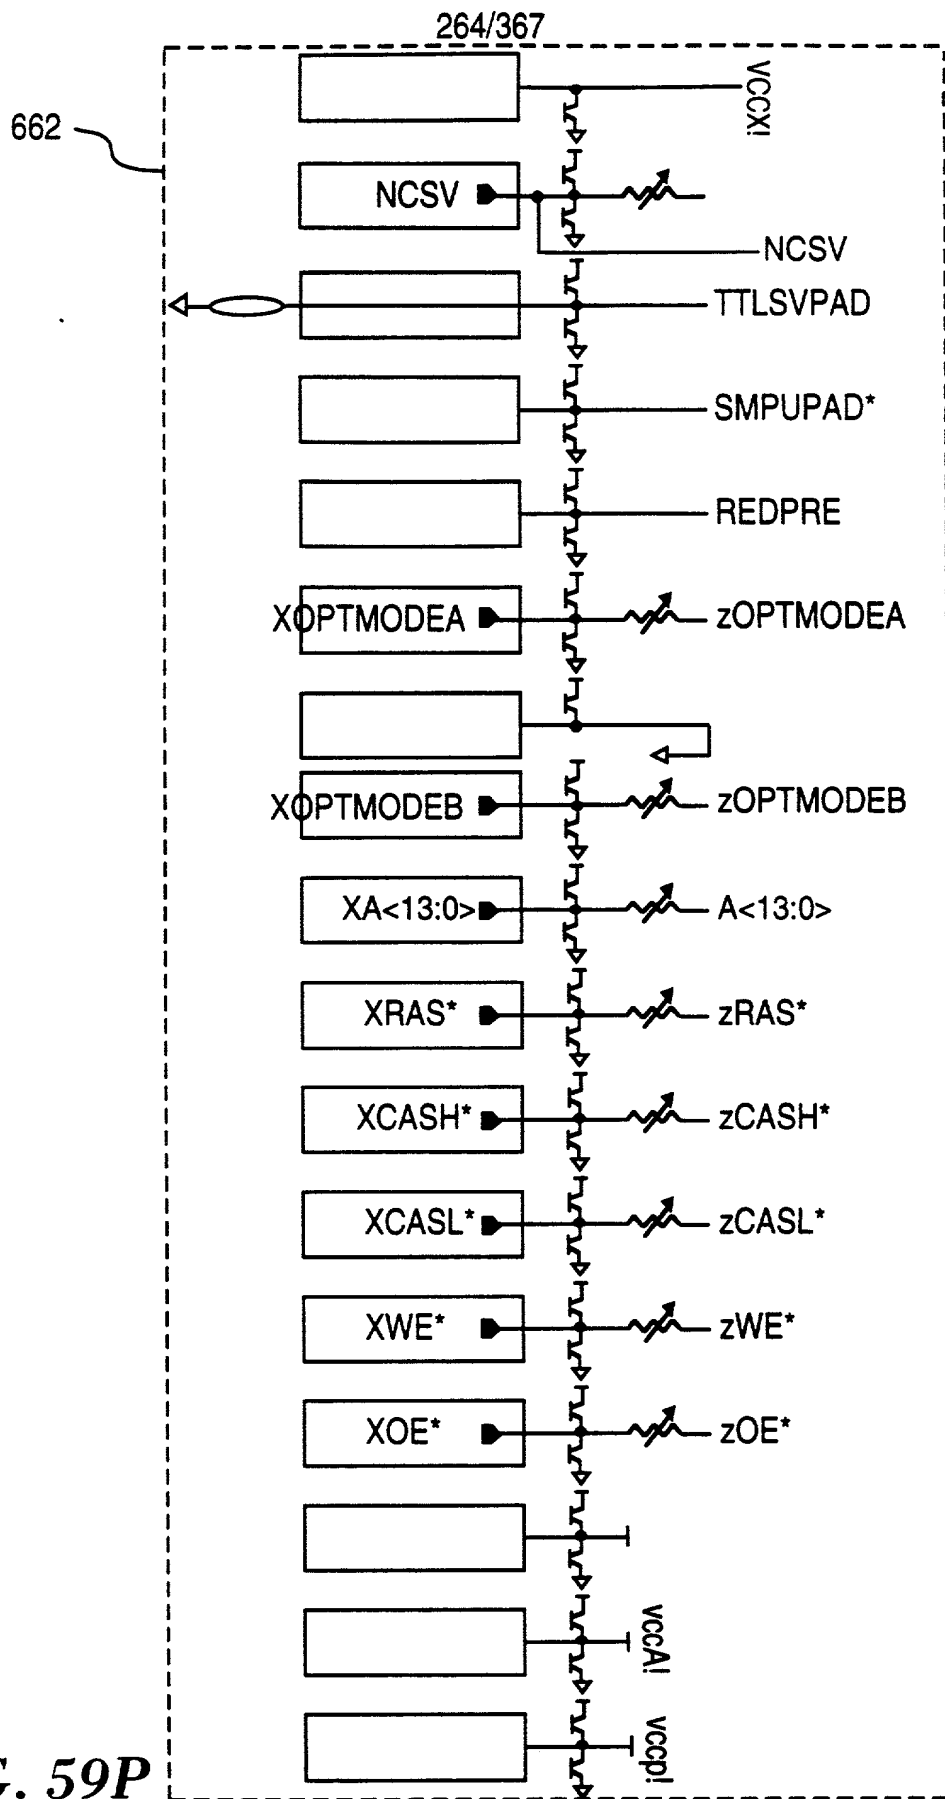 264/367
VCCX!
662
NCSV
NCSV
TTLSVPAD
SMPUPAD*
REDPRE
XOPTMODEA zOPTMODEA
XOPTMODEB zOPTMODEB
XA<13:0> A<13:0>
XRAS* zRAS*
XCASH* zCASH*
XCASL* zCASL*
XWE* zWE*
XOE* zOE*
vccA!
vccp!
G. 59P